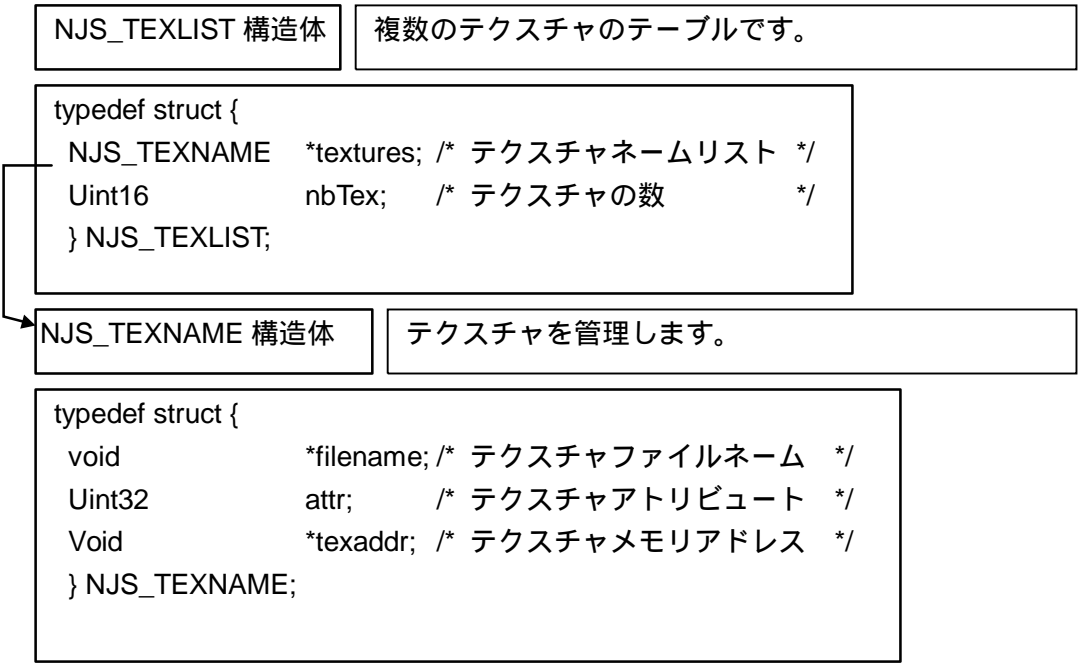 NJS_TEXLIST 構造体 複数のテクスチャのテーブルです。
typedef struct {
NJS_TEXNAME *textures; /* テクスチャネームリスト */
Uint16 nbTex; /* テクスチャの数 */
} NJS_TEXLIST;
NJS_TEXNAME 構造体 テクスチャを管理します。
typedef struct {
void *filename; /* テクスチャファイルネーム */
Uint32 attr; /* テクスチャアトリビュート */
Void *texaddr; /* テクスチャメモリアドレス */
} NJS_TEXNAME;